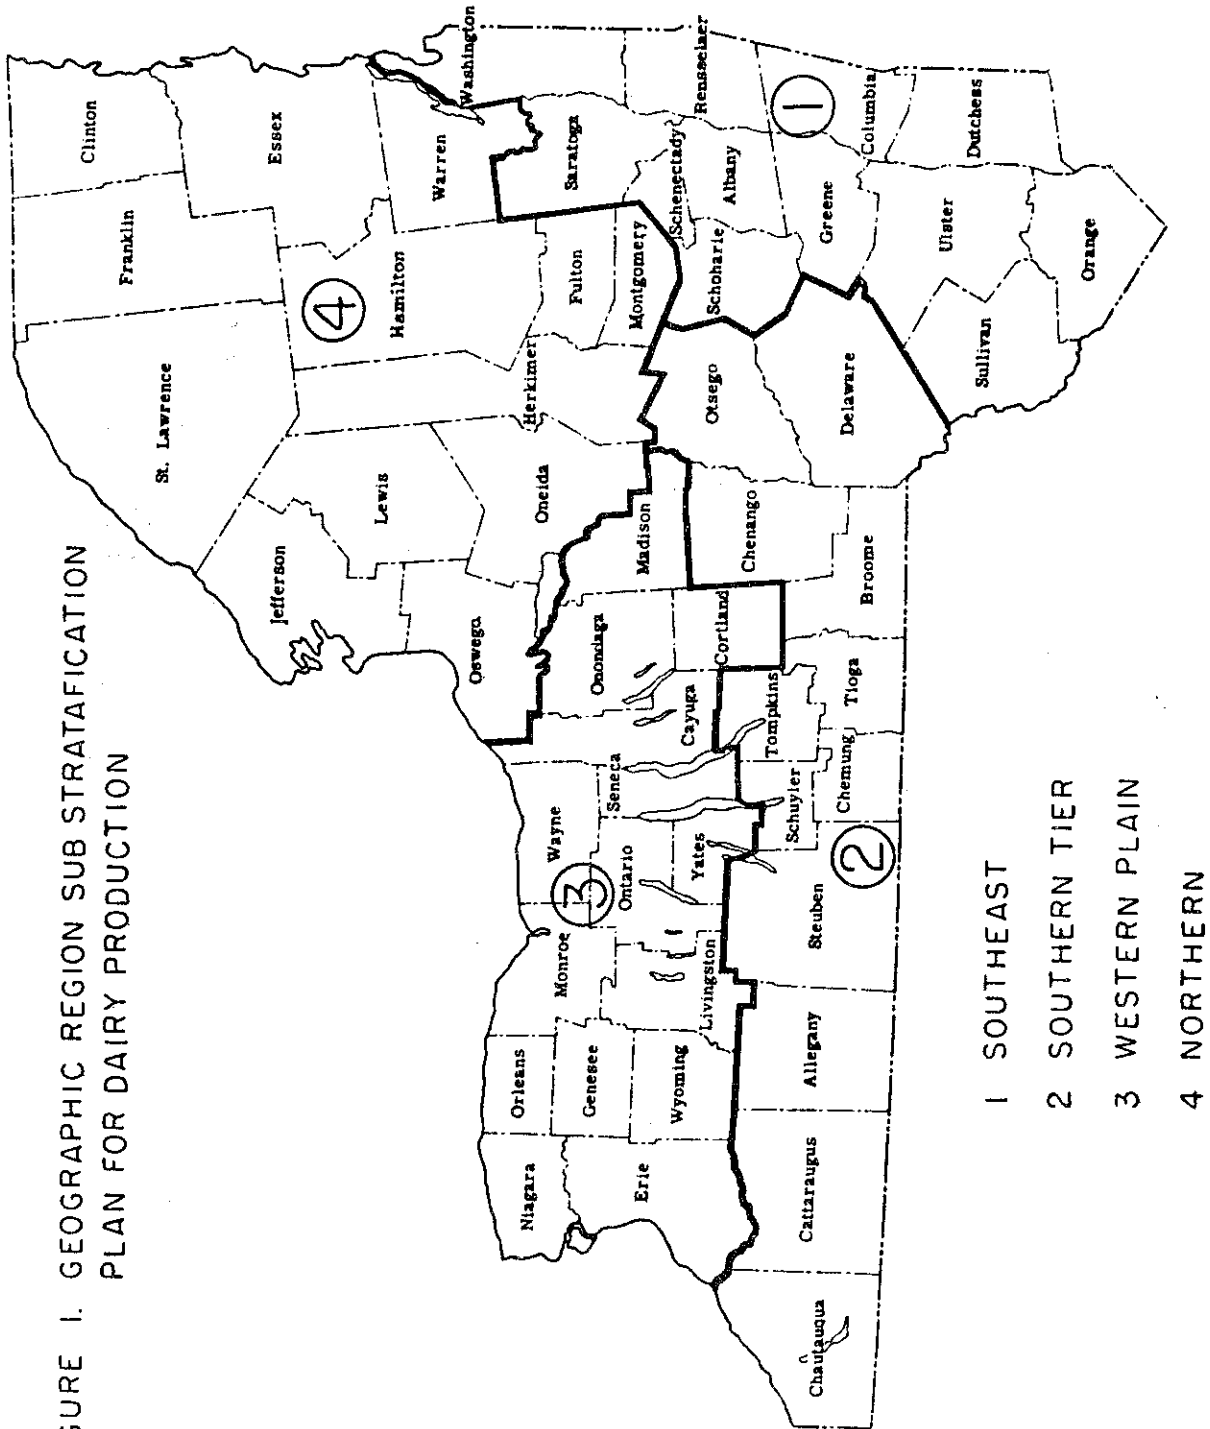 GURE 1. GEOGRAPHIC REGION SUB STRATAFICATION
PLAN FOR DAIRY PRODUCTION
Clinton
Franklin
St. Lawrence
Essex
Jefferson
Lewis
Hamilton
4
Warren
Washington
Herkimer
Oneida
Oswego
Fulton
Saratoga
Montgomery
Schenectady
Rensselaer
Niagara
Orleans
Monroe
Wayne
3
Genesee
Ontario
Seneca
Onondaga
Madison
Erie
Wyoming
Livingston
Yates
Cayuga
Cortland
Otsego
Schoharie
Albany
1
Chenango
Chautauqua
Cattaraugus
Allegany
Steuben
2
Schuyler
Tompkins
Chemung
Tioga
Broome
Delaware
Greene
Columbia
Ulster
Dutchess
Sullivan
Orange
1 SOUTHEAST
2 SOUTHERN TIER
3 WESTERN PLAIN
4 NORTHERN